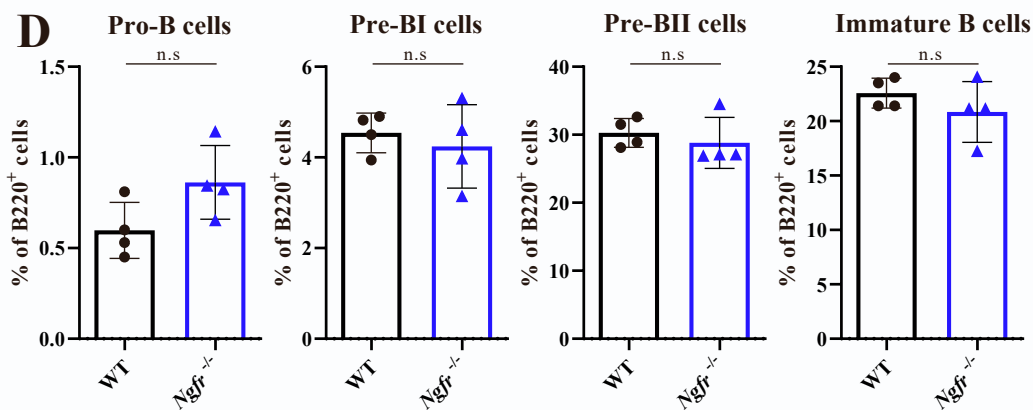 D
Pro-B cells
n.s
% of B220⁺ cells
1.5
1.0
0.5
0.0
WT
Ngfr ⁻/⁻
Pre-BI cells
n.s
% of B220⁺ cells
6
4
2
0
WT
Ngfr ⁻/⁻
Pre-BII cells
n.s
% of B220⁺ cells
40
30
20
10
0
WT
Ngfr ⁻/⁻
Immature B cells
n.s
% of B220⁺ cells
25
20
15
10
5
0
WT
Ngfr ⁻/⁻